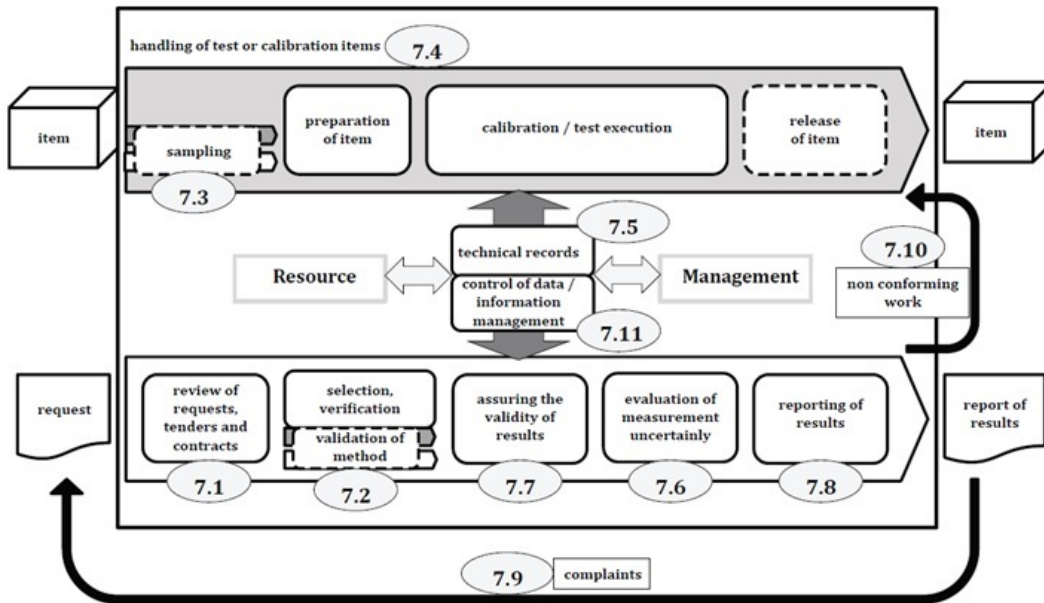 handling of test or calibration items
7.4
item
sampling
7.3
preparation
of item
calibration / test execution
release
of item
item
7.5
technical records
Resource
Management
control of data /
information
management
7.11
7.10
non conforming
work
request
review of
requests,
tenders and
contracts
7.1
selection,
verification
validation of
method
7.2
assuring the
validity of
results
7.7
evaluation of
measurement
uncertainly
7.6
reporting of
results
7.8
report of
results
7.9
complaints